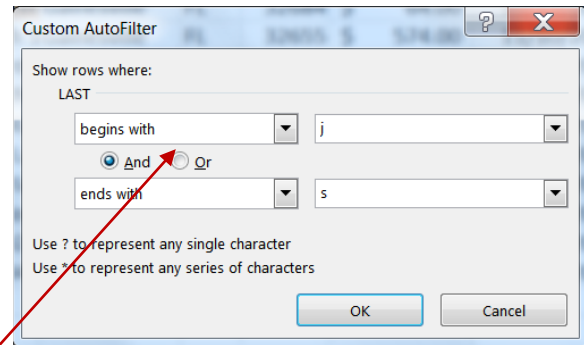 Custom AutoFilter
Show rows where:
LAST
begins with j
And Or
ends with s
Use ? to represent any single character
Use * to represent any series of characters
OK Cancel